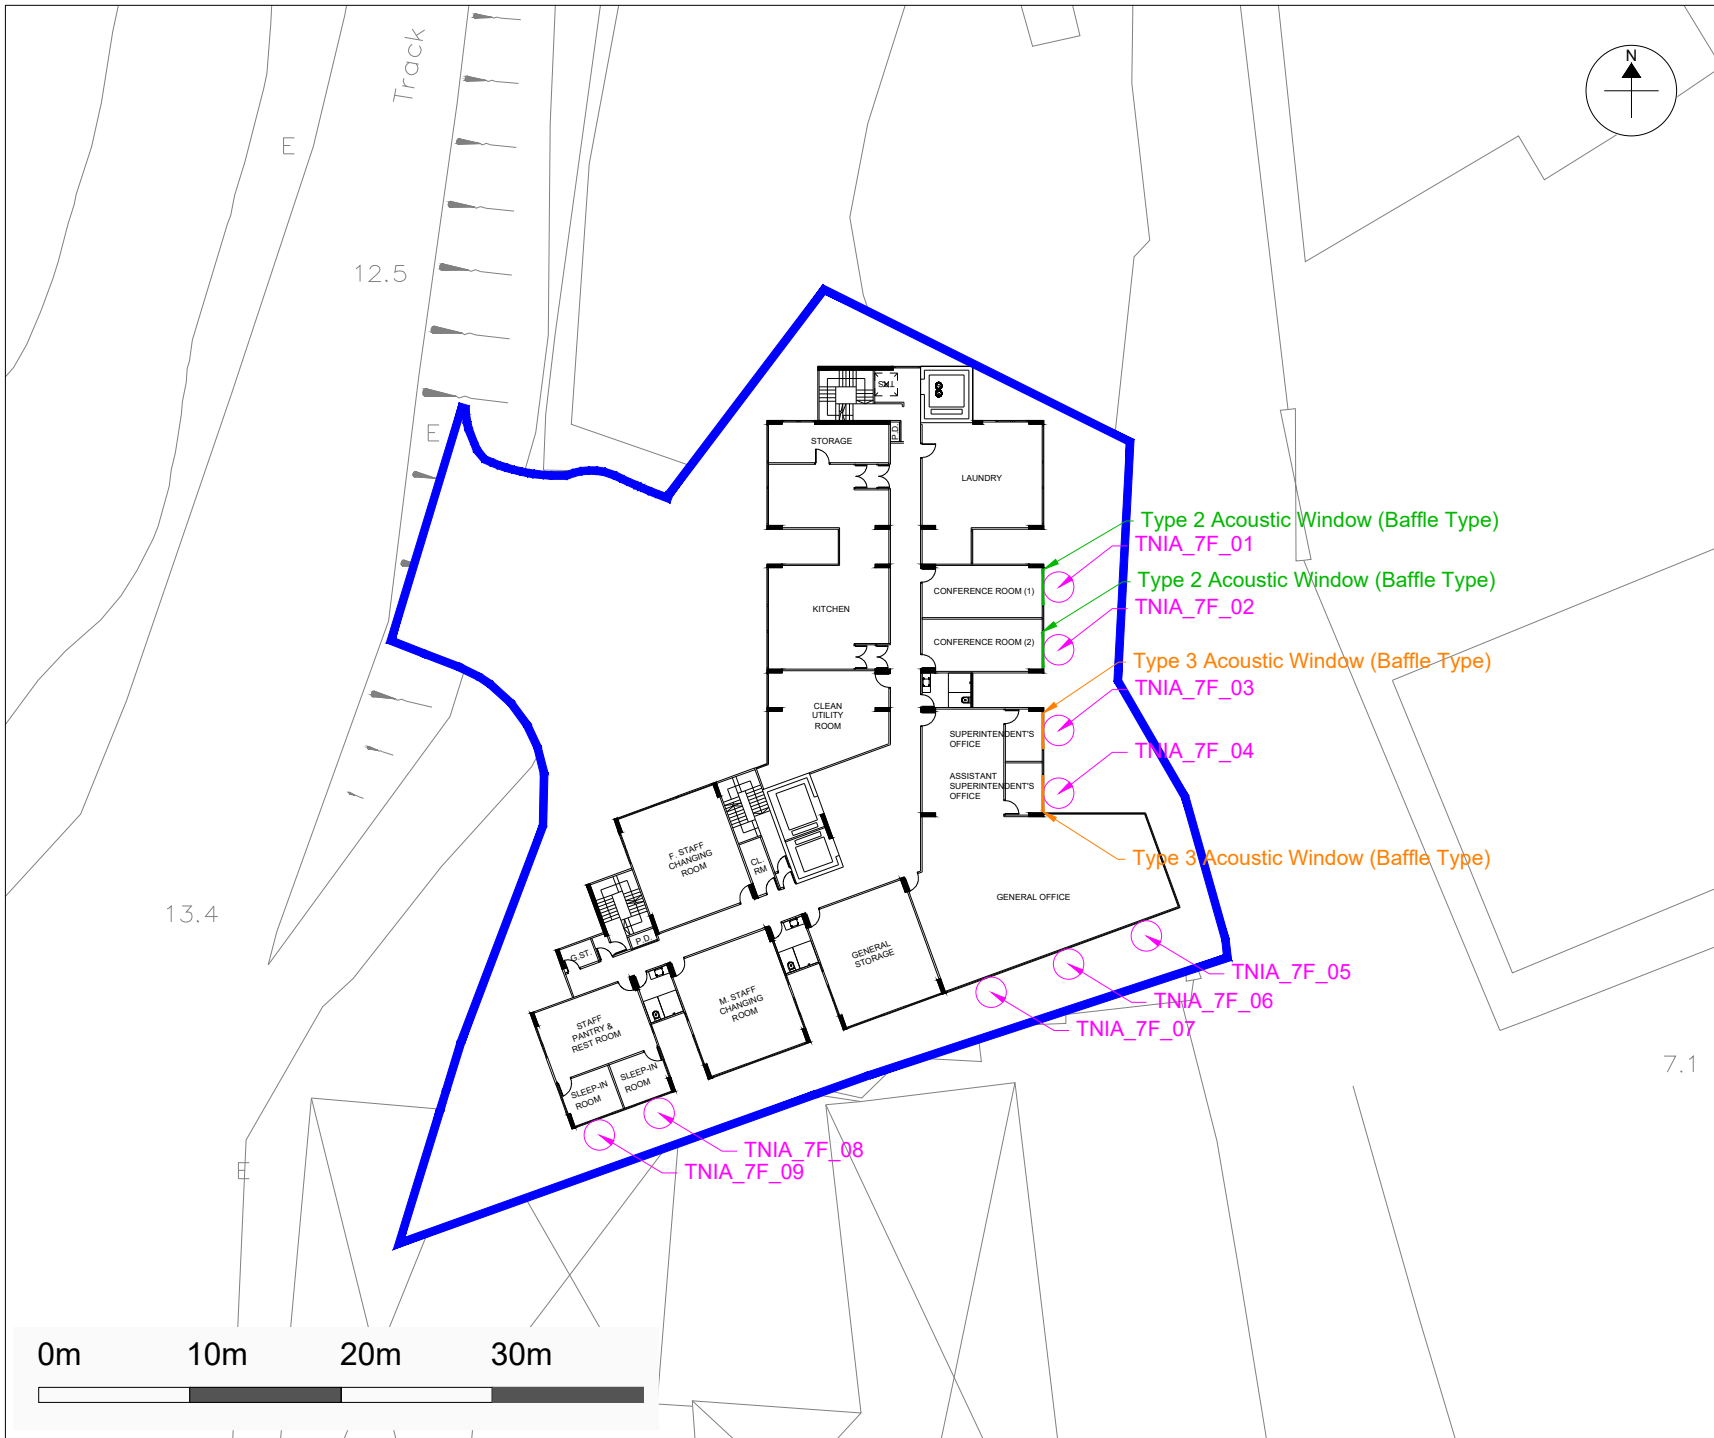 N
Track
E
12.5
E
TRS
STORAGE
P.D.
LAUNDRY
Type 2 Acoustic Window (Baffle Type)
TNIA_7F_01
Type 2 Acoustic Window (Baffle Type)
CONFERENCE ROOM (1)
KITCHEN
TNIA_7F_02
CONFERENCE ROOM (2)
Type 3 Acoustic Window (Baffle Type)
TNIA_7F_03
CLEAN
UTILITY
ROOM
SUPERINTENDENT'S
OFFICE
TNIA_7F_04
ASSISTANT
SUPERINTENDENT'S
OFFICE
F. STAFF
CHANGING
ROOM
CL.
RM
Type 3 Acoustic Window (Baffle Type)
GENERAL OFFICE
13.4
P.D.
G.ST.
GENERAL
STORAGE
TNIA_7F_05
M. STAFF
CHANGING
ROOM
TNIA_7F_06
STAFF
PANTRY &
REST ROOM
TNIA_7F_07
7.1
SLEEP-IN
ROOM
SLEEP-IN
ROOM
TNIA_7F_08
E
TNIA_7F_09
0m 10m 20m 30m